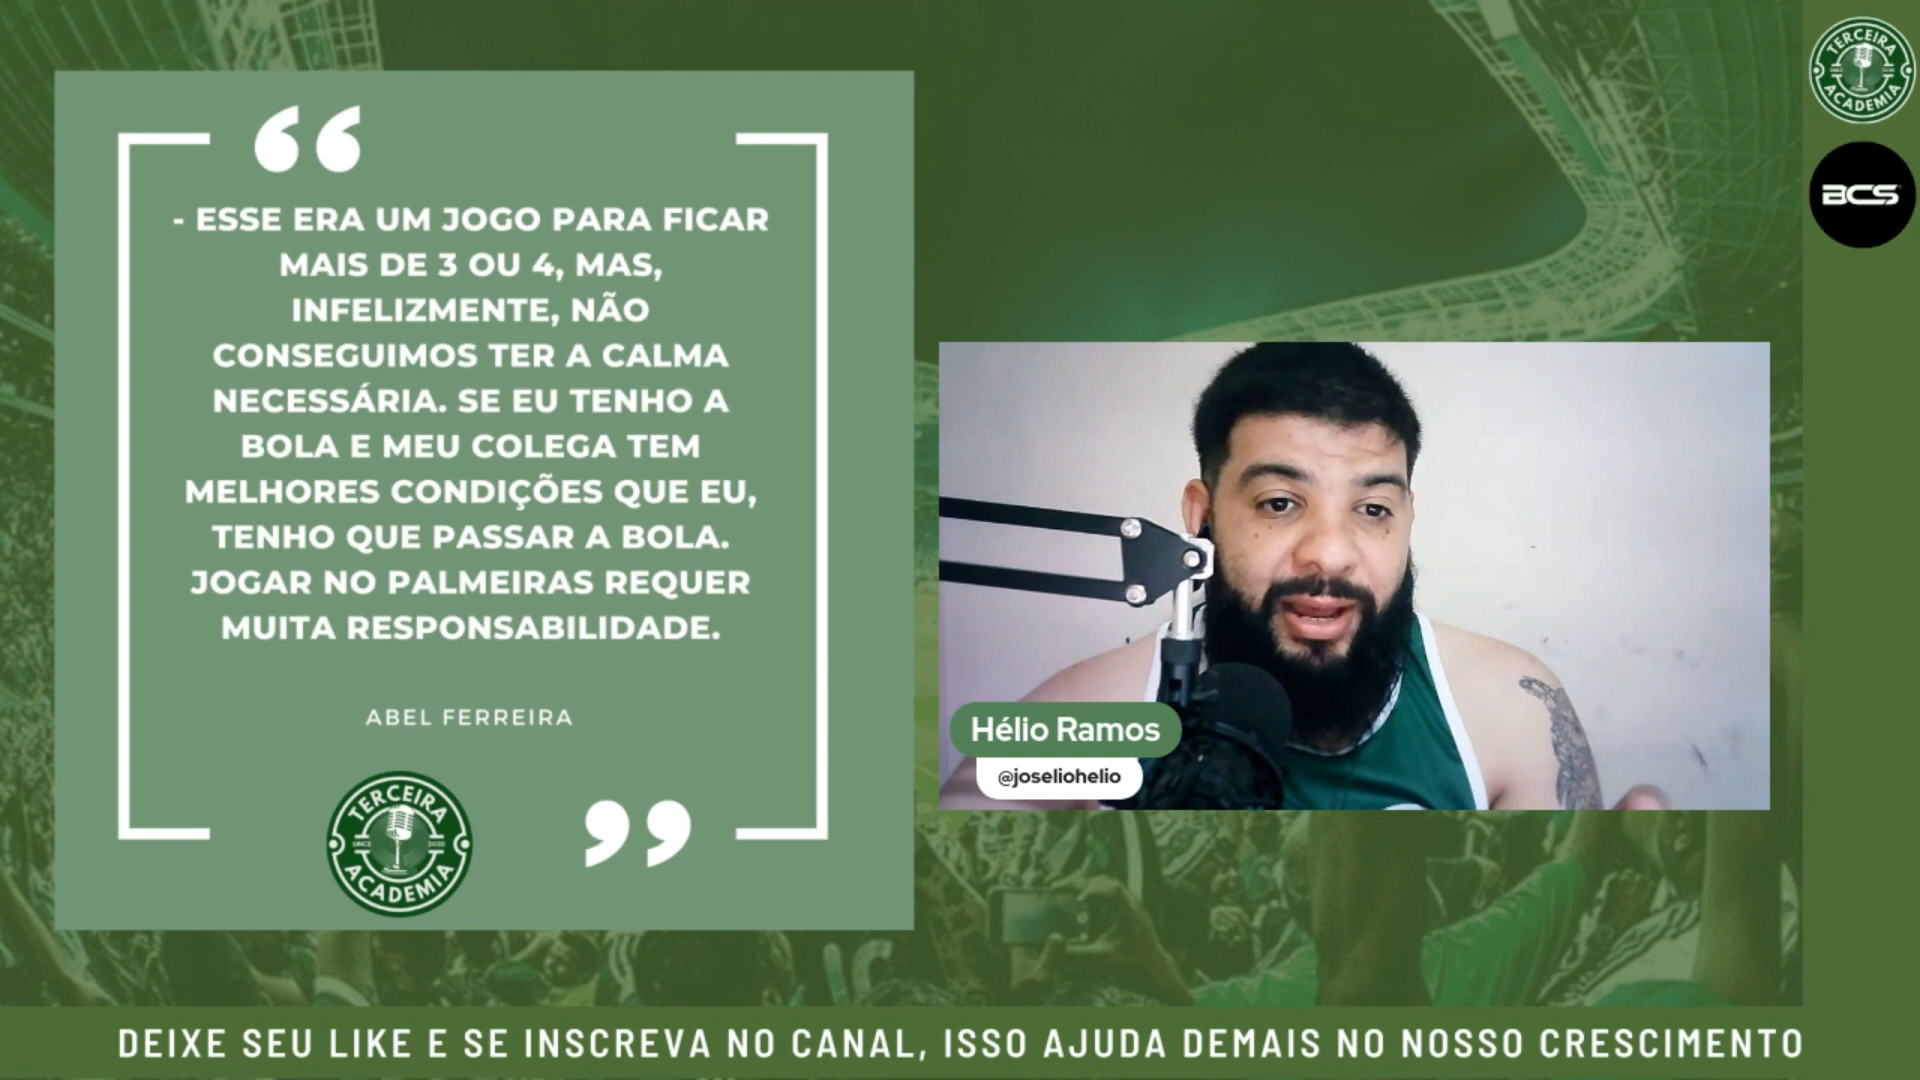 - ESSE ERA UM JOGO PARA FICAR
MAIS DE 3 OU 4, MAS,
INFELIZMENTE, NÃO
CONSEGUIMOS TER A CALMA
NECESSÁRIA. SE EU TENHO A
BOLA E MEU COLEGA TEM
MELHORES CONDIÇÕES QUE EU,
TENHO QUE PASSAR A BOLA.
JOGAR NO PALMEIRAS REQUER
MUITA RESPONSABILIDADE.
ABEL FERREIRA
TERCEIRA
SINCE 2020
ACADEMIA
Hélio Ramos
@joseliohelio
TERCEIRA
ACADEMIA
BCS
DEIXE SEU LIKE E SE INSCREVA NO CANAL, ISSO AJUDA DEMAIS NO NOSSO CRESCIMENTO